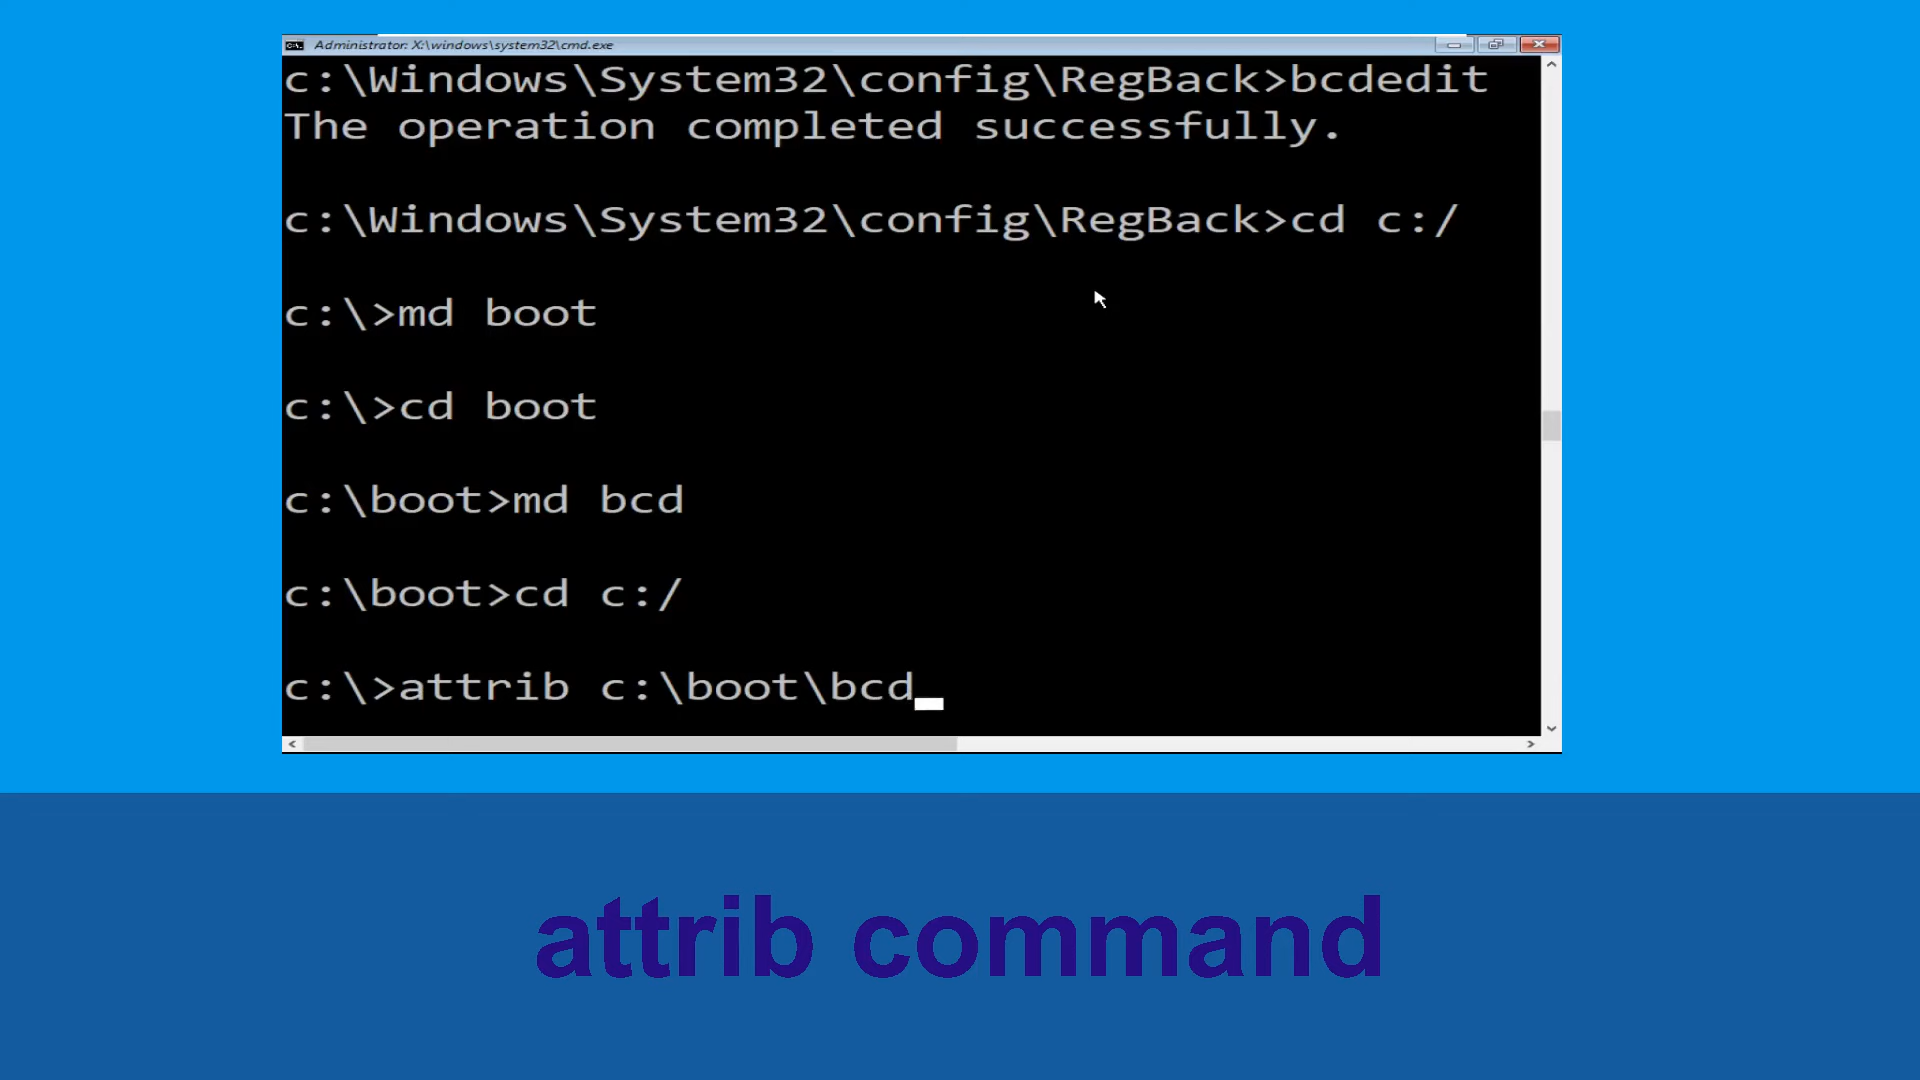 Administrator: X:\windows\system32\cmd.exe
c:\Windows\System32\config\RegBack>bcdedit
The operation completed successfully.
c:\Windows\System32\config\RegBack>cd c:/
c:\>md boot
c:\>cd boot
c:\boot>md bcd
c:\boot>cd c:/
c:\>attrib c:\boot\bcd
attrib command